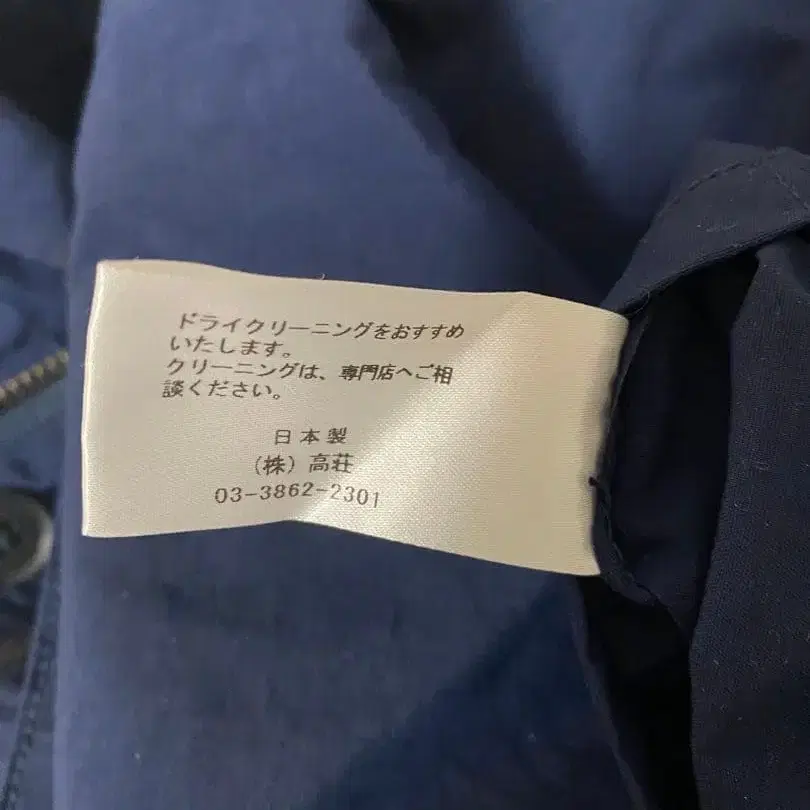 ドライクリーニングをおすすめ
いたします。
クリーニングは、専門店へご相
談ください。
日本製
(株) 高荘
03-3862-2301